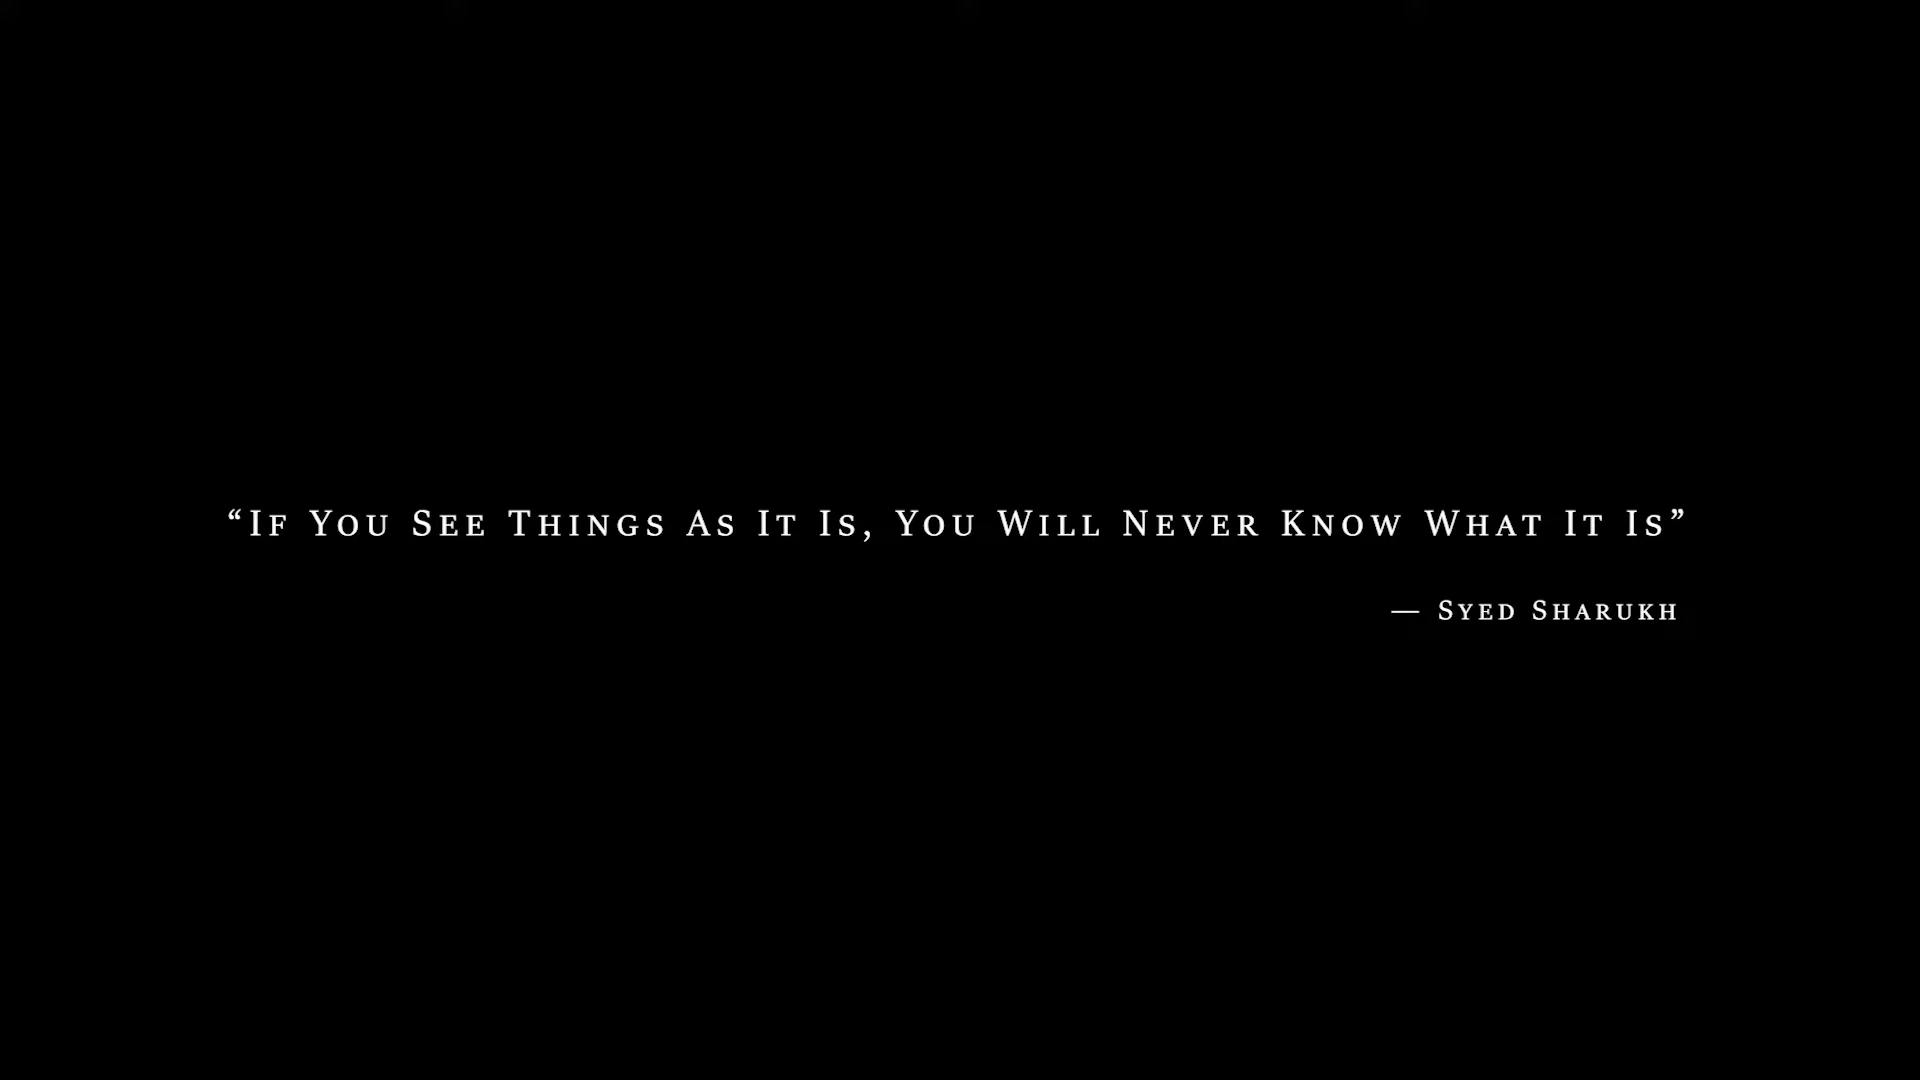 “If You See Things As It Is, You Will Never Know What It Is”
— Syed Sharukh